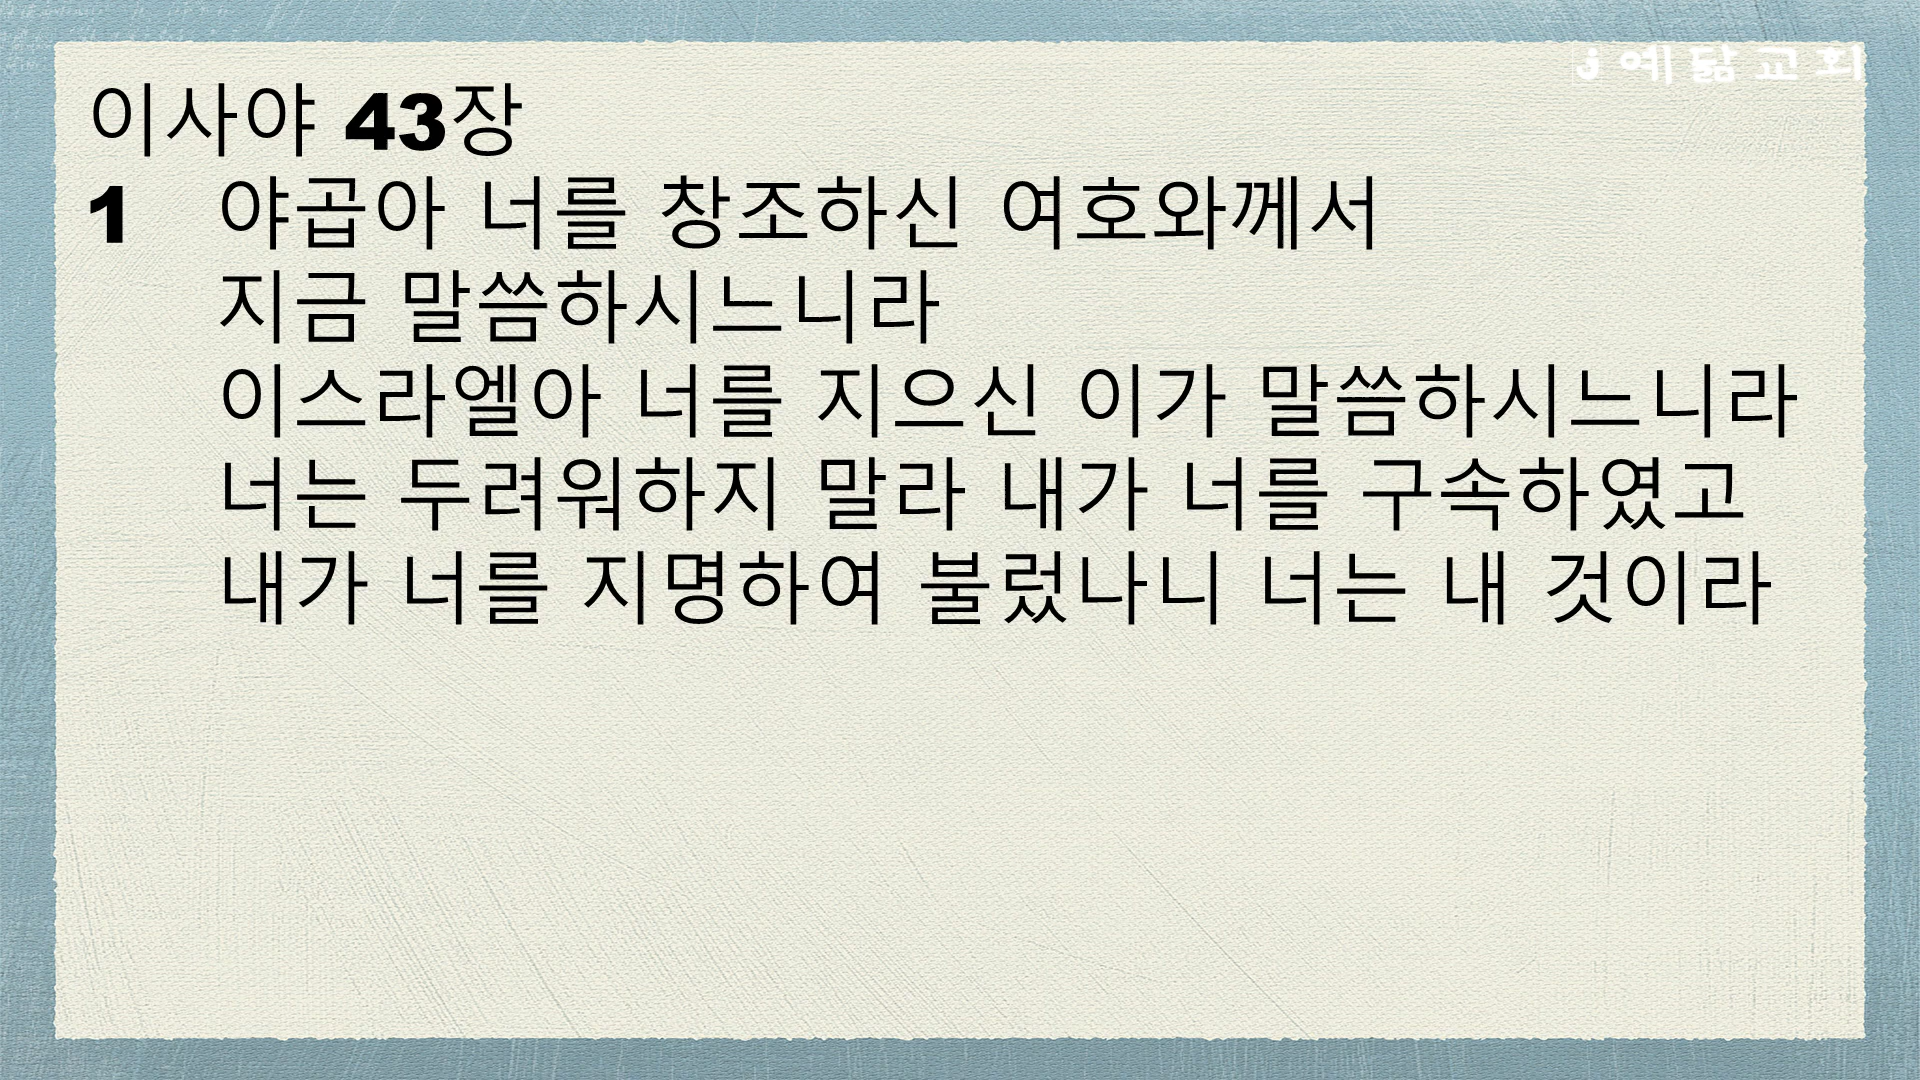 j 예닮교회
이사야 43장
1 야곱아 너를 창조하신 여호와께서
지금 말씀하시느니라
이스라엘아 너를 지으신 이가 말씀하시느니라
너는 두려워하지 말라 내가 너를 구속하였고
내가 너를 지명하여 불렀나니 너는 내 것이라